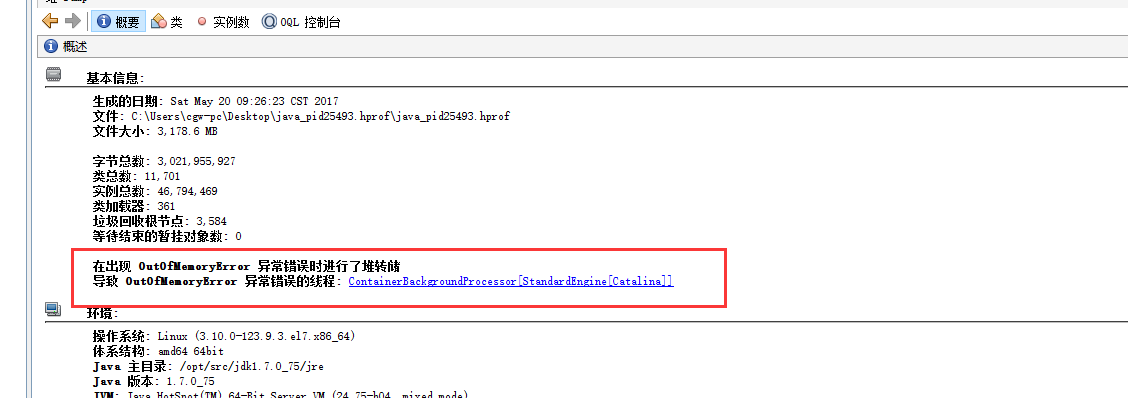 概要 类 实例数 OQL 控制台
概述
基本信息:
生成的日期: Sat May 20 09:26:23 CST 2017
文件: C:\Users\cgw-pc\Desktop\java_pid25493.hprof\java_pid25493.hprof
文件大小: 3,178.6 MB
字节总数: 3,021,955,927
类总数: 11,701
实例总数: 46,794,469
类加载器: 361
垃圾回收根节点: 3,584
等待结束的暂挂对象数: 0
在出现 OutOfMemoryError 异常错误时进行了堆转储
导致 OutOfMemoryError 异常错误的线程: ContainerBackgroundProcessor[StandardEngine[Catalina]]
环境:
操作系统: Linux (3.10.0-123.9.3.el7.x86_64)
体系结构: amd64 64bit
Java 主目录: /opt/src/jdk1.7.0_75/jre
Java 版本: 1.7.0_75
JVM: Java HotSpot(TM) 64-Bit Server VM (24.75-b04, mixed mode)